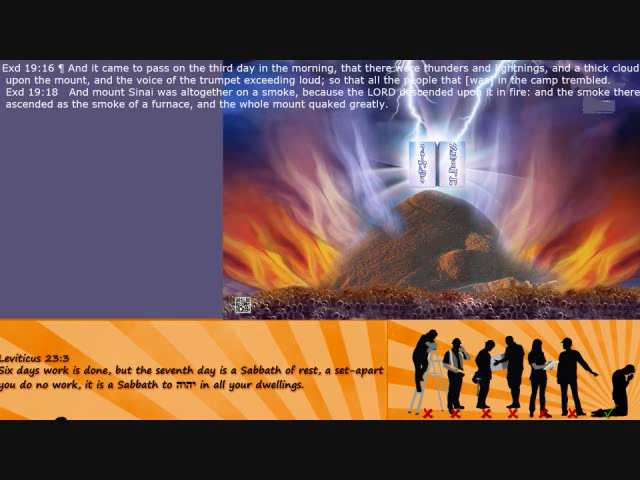 Exd 19:16 ¶ And it came to pass on the third day in the morning, that there were thunders and lightnings, and a thick cloud
upon the mount, and the voice of the trumpet exceeding loud; so that all the people that [was] in the camp trembled.
Exd 19:18 And mount Sinai was altogether on a smoke, because the LORD descended upon it in fire: and the smoke there
ascended as the smoke of a furnace, and the whole mount quaked greatly.
Leviticus 23:3
Six days work is done, but the seventh day is a Sabbath of rest, a set-apart
you do no work, it is a Sabbath to יהוה in all your dwellings.